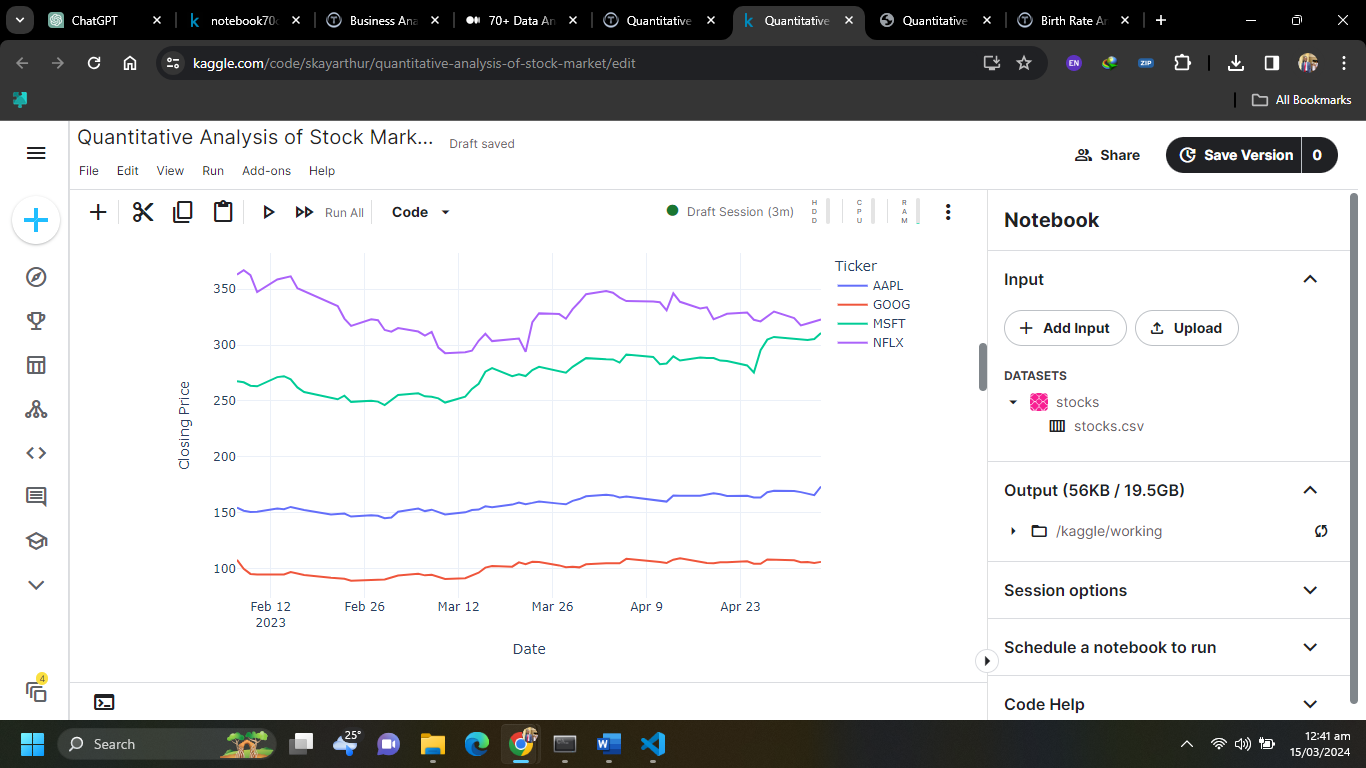 ChatGPT
notebook70c
Business Ana
70+ Data An
Quantitative
Quantitative
Quantitative
Birth Rate An
kaggle.com/code/skayarthur/quantitative-analysis-of-stock-market/edit
EN
ZIP
All Bookmarks
Quantitative Analysis of Stock Mark...
Draft saved
Share
Save Version
0
File Edit View Run Add-ons Help
Run All
Code
Draft Session (3m)
HDD
CPU
RAM
Notebook
Ticker
AAPL
GOOG
MSFT
NFLX
350
300
250
200
150
100
Closing Price
Feb 12
2023
Feb 26
Mar 12
Mar 26
Apr 9
Apr 23
Date
Input
Add Input
Upload
DATASETS
stocks
stocks.csv
Output (56KB / 19.5GB)
/kaggle/working
Session options
Schedule a notebook to run
Code Help
4
Search
25°
12:41 am
15/03/2024